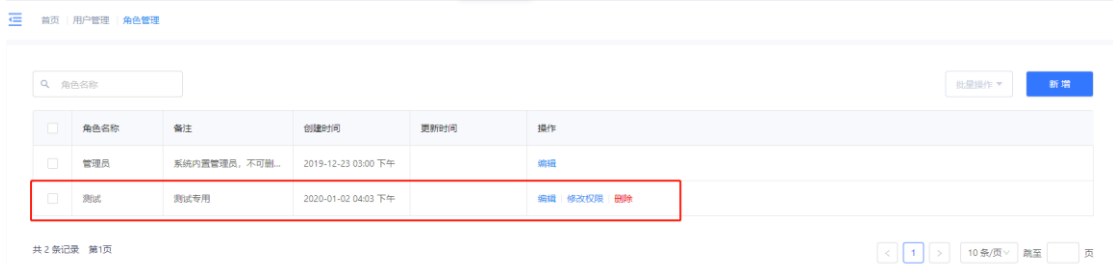 首页 用户管理 角色管理
角色名称 批量操作 新增
角色名称 备注 创建时间 更新时间 操作
管理员 系统内置管理员，不可删... 2019-12-23 03:00 下午 编辑
测试 测试专用 2020-01-02 04:03 下午 编辑 修改权限 删除
共 2 条记录 第1页 < 1 > 10 条/页 跳至 页